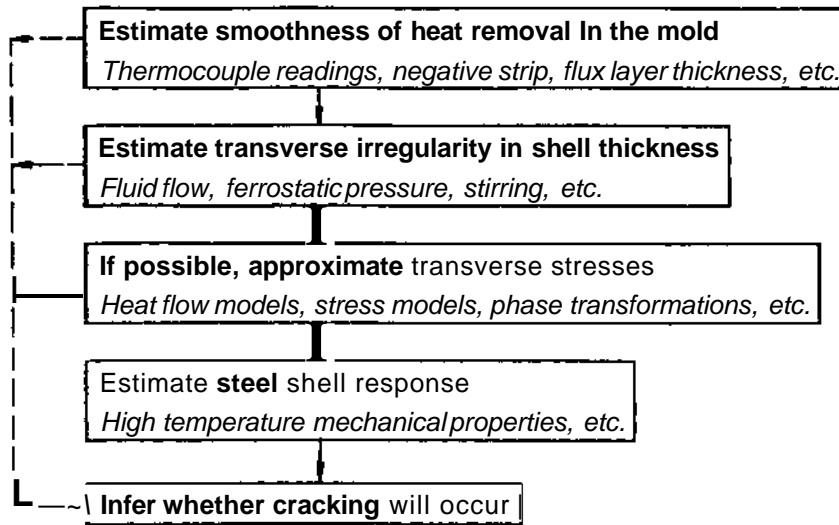 Estimate smoothness of heat removal In the mold
Thermocouple readings, negative strip, flux layer thickness, etc.
Estimate transverse irregularity in shell thickness
Fluid flow, ferrostatic pressure, stirring, etc.
If possible, approximate transverse stresses
Heat flow models, stress models, phase transformations, etc.
Estimate steel shell response
High temperature mechanical properties, etc.
Infer whether cracking will occur